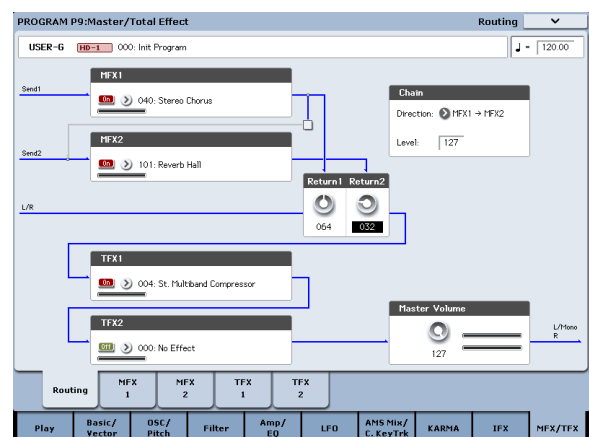 PROGRAM P9:Master/Total Effect Routing
USER-G HD-1 000: Init Program ♩ = 120.00
MFX1
Send1
On 040: Stereo Chorus
Chain
Direction: MFX1 → MFX2
Level: 127
MFX2
Send2
On 101: Reverb Hall
Return1 Return2
L/R
064 032
TFX1
On 004: St. Multiband Compressor
TFX2
Off 000: No Effect
Master Volume
127
L/Mono
R
Routing
MFX 1
MFX 2
TFX 1
TFX 2
Play
Basic/ Vector
OSC/ Pitch
Filter
Amp/ EQ
LFO
AMS Mix/ C. KeyTrk
KARMA
IFX
MFX/TFX